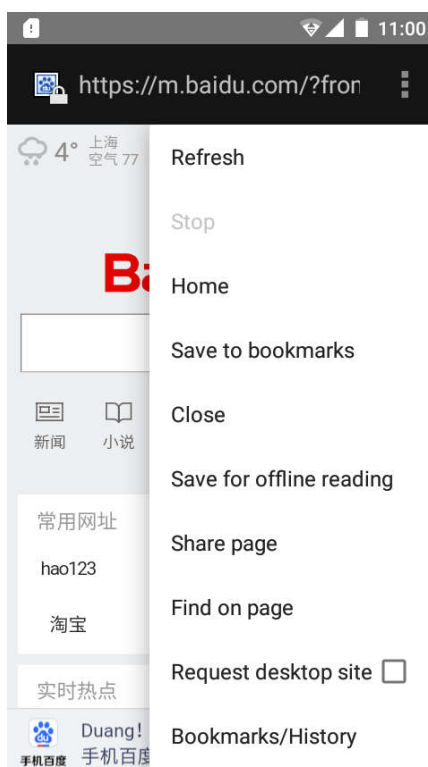 11:00
https://m.baidu.com/?fron
4° 上海
空气 77
Refresh
Stop
Ba
Home
Save to bookmarks
新闻 小说
Close
Save for offline reading
常用网址
Share page
hao123
Find on page
淘宝
Request desktop site
实时热点
Duang!
Bookmarks/History
手机百度 手机百度